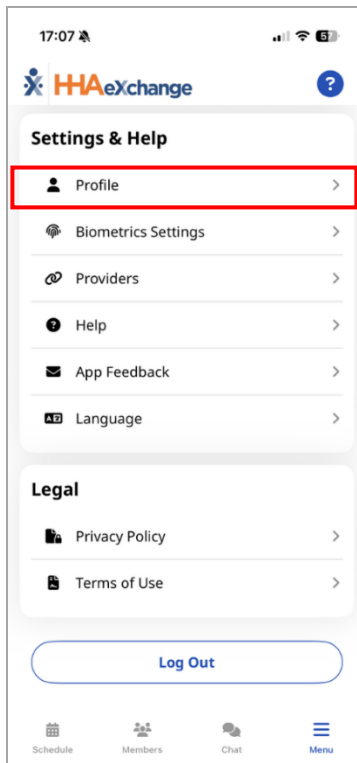 17:07
57
HHAeXchange
?
Settings & Help
Profile
Biometrics Settings
Providers
Help
App Feedback
Language
Legal
Privacy Policy
Terms of Use
Log Out
Schedule Members Chat Menu